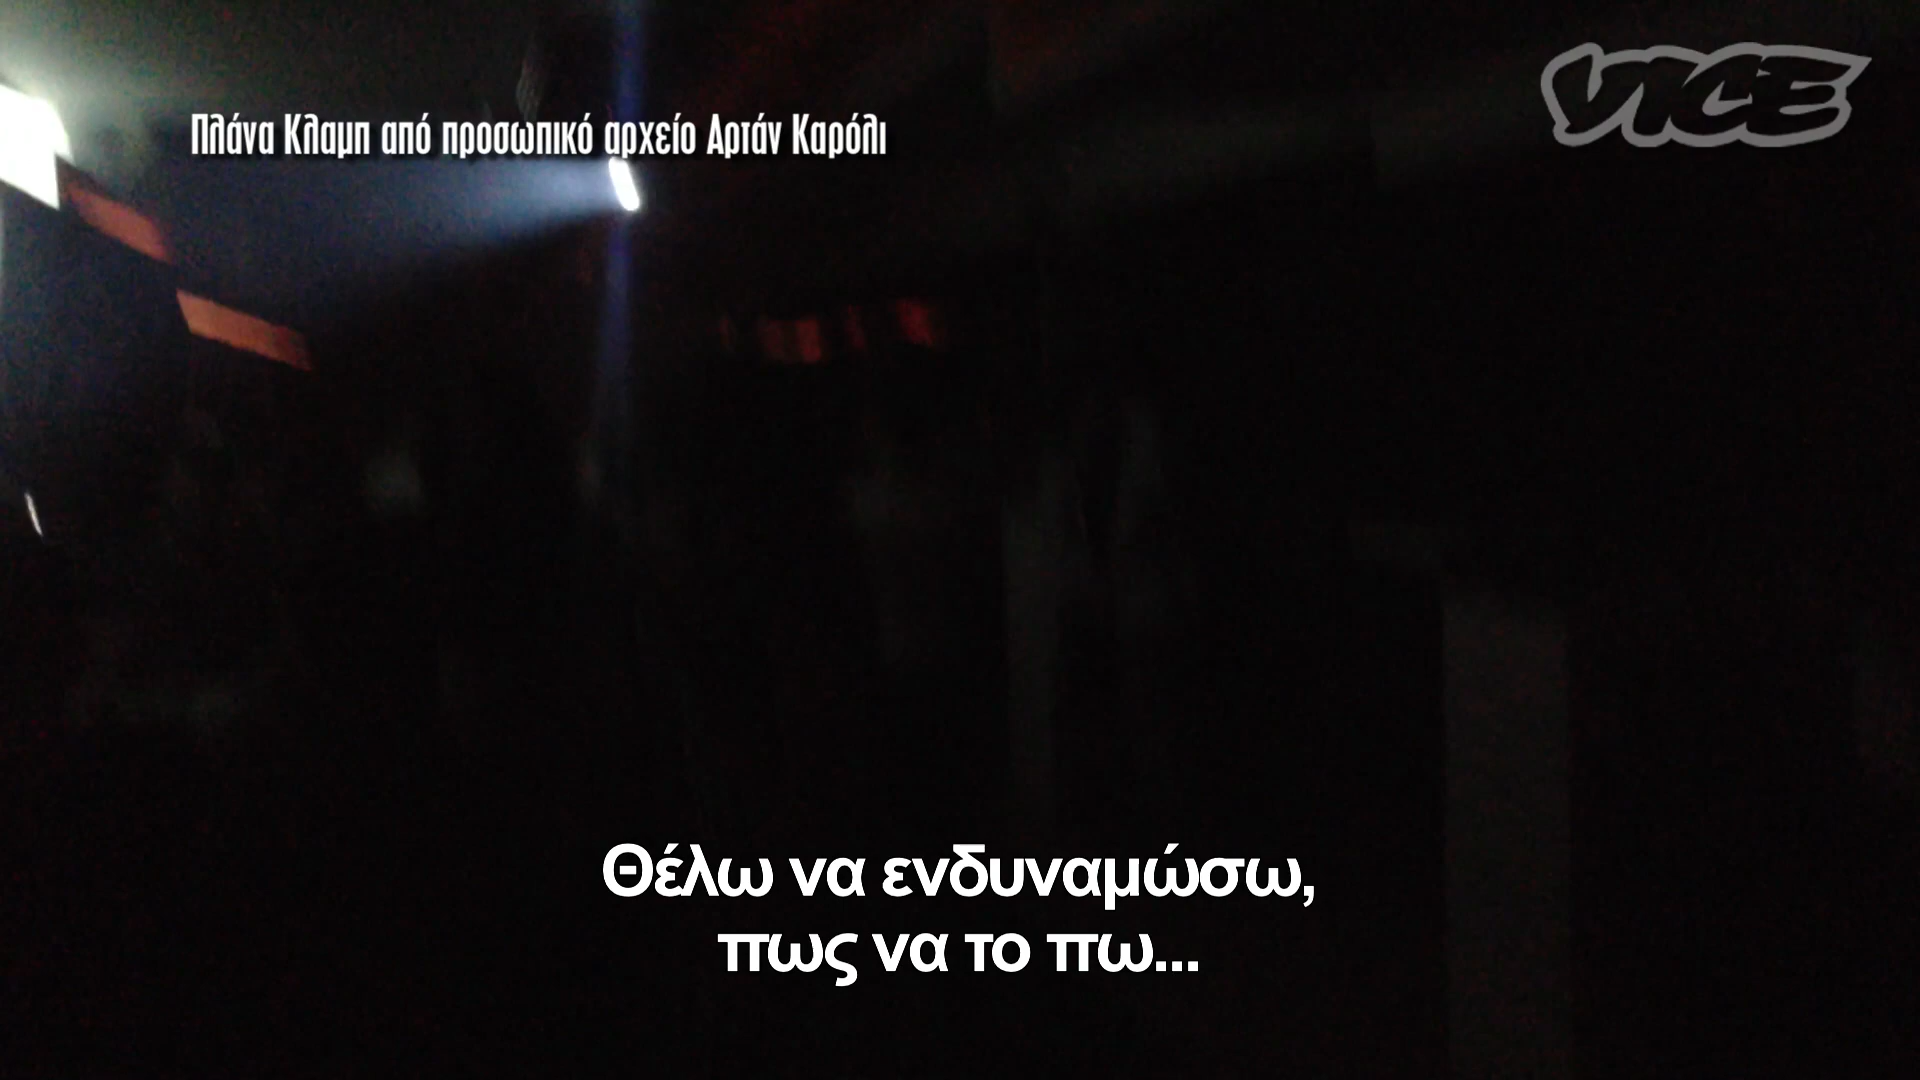 VICE
Πλάνα Κλαμπ από προσωπικό αρχείο Αρτάν Καρόλι
Θέλω να ενδυναμώσω,
πως να το πω...